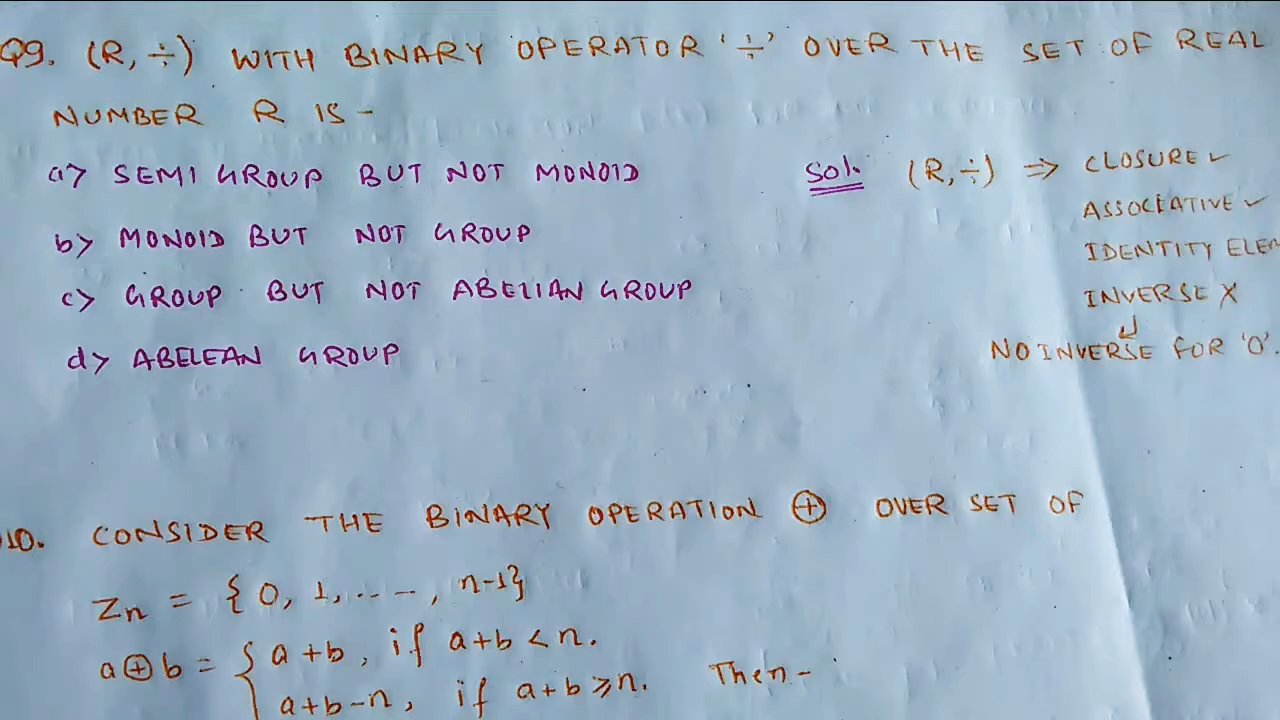 Q9. (R, ÷) WITH BINARY OPERATOR '÷' OVER THE SET OF REAL
NUMBER R IS -
a> SEMI GROUP BUT NOT MONOID
b> MONOID BUT NOT GROUP
c> GROUP BUT NOT ABELIAN GROUP
d> ABELEAN GROUP
Sol. (R, ÷) ⇒ CLOSURE ✓
ASSOCEATIVE ✓
IDENTITY ELEM
INVERSE X
↵
NO INVERSE FOR '0'.
10. CONSIDER THE BINARY OPERATION ⊕ OVER SET OF
Zn = {0, 1, ..--, n-1}
a⊕b = { a+b, if a+b < n.
a+b-n, if a+b ≥ n. Then -